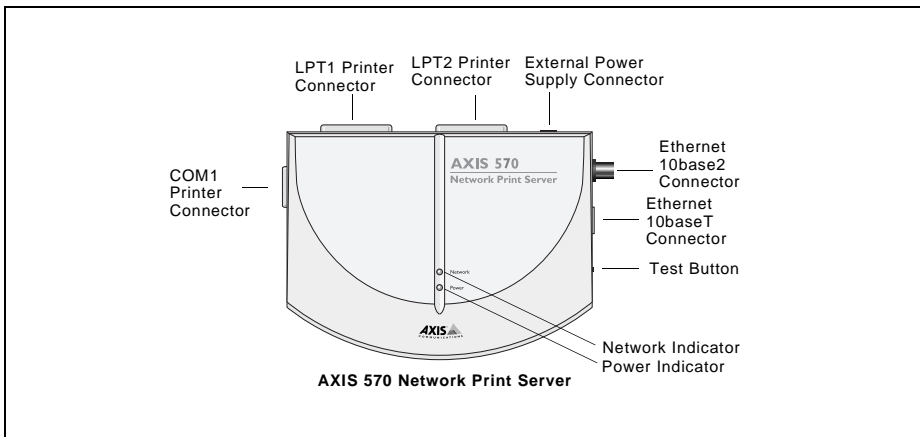 LPT1 Printer
Connector
LPT2 Printer
Connector
External Power
Supply Connector
COM1
Printer
Connector
AXIS 570
Network Print Server
Ethernet
10base2
Connector
Ethernet
10baseT
Connector
Test Button
Network
Power
AXIS
COMMUNICATIONS
Network Indicator
Power Indicator
AXIS 570 Network Print Server